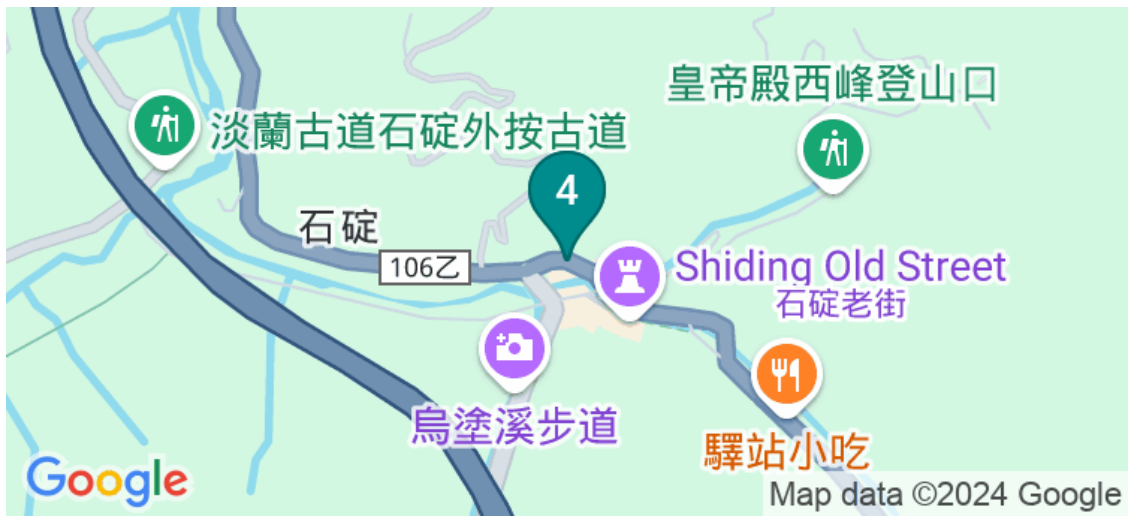 皇帝殿西峰登山口
淡蘭古道石碇外按古道
4
石碇
106乙
Shiding Old Street
石碇老街
烏塗溪步道
驛站小吃
Google
Map data ©2024 Google